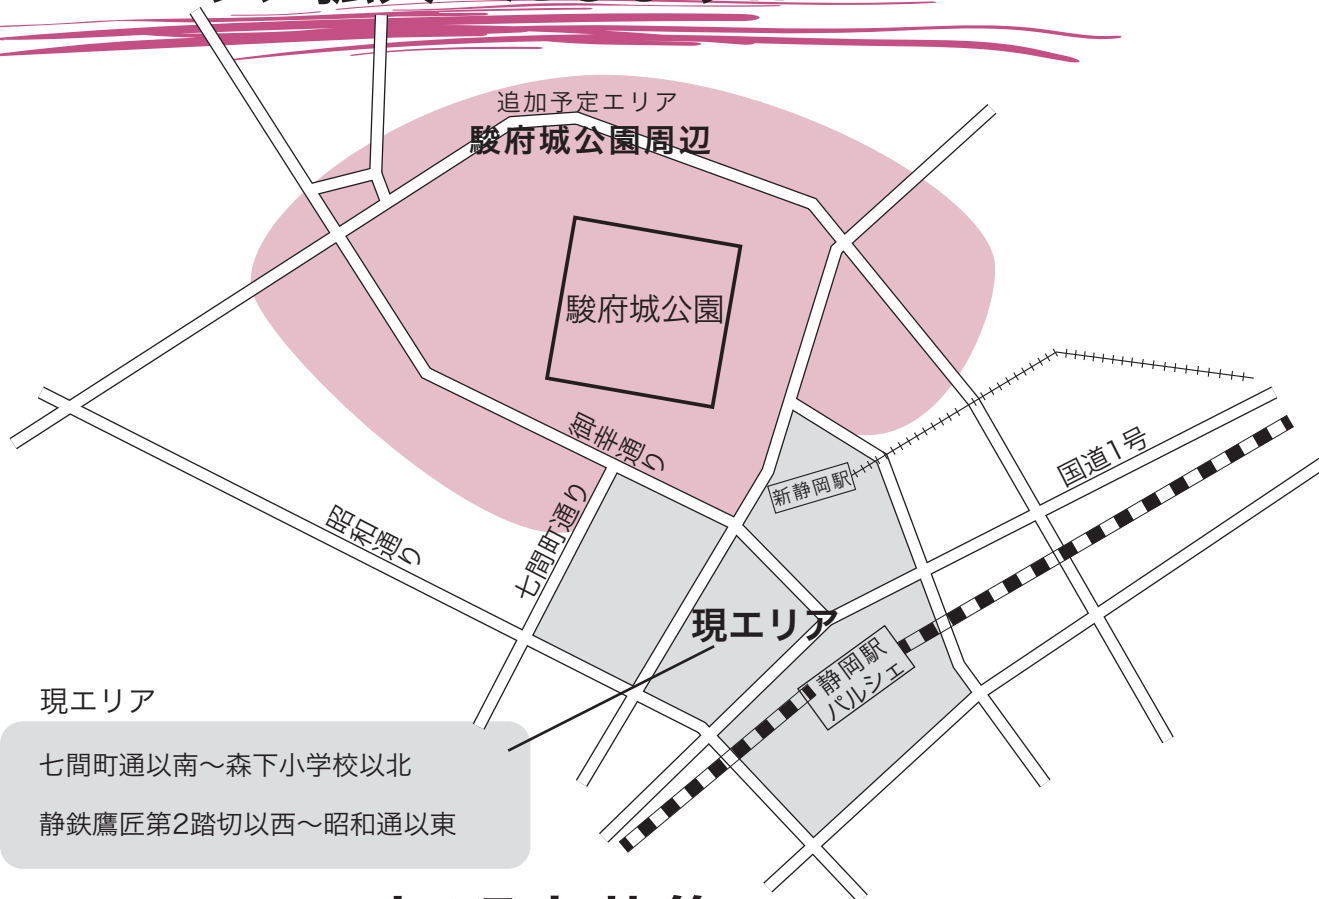 追加予定エリア
駿府城公園周辺
駿府城公園
御幸通り
新静岡駅
国道1号
七間町通り
昭和通り
現エリア
静岡駅
パルシェ
現エリア
七間町通以南～森下小学校以北
静鉄鷹匠第2踏切以西～昭和通以東